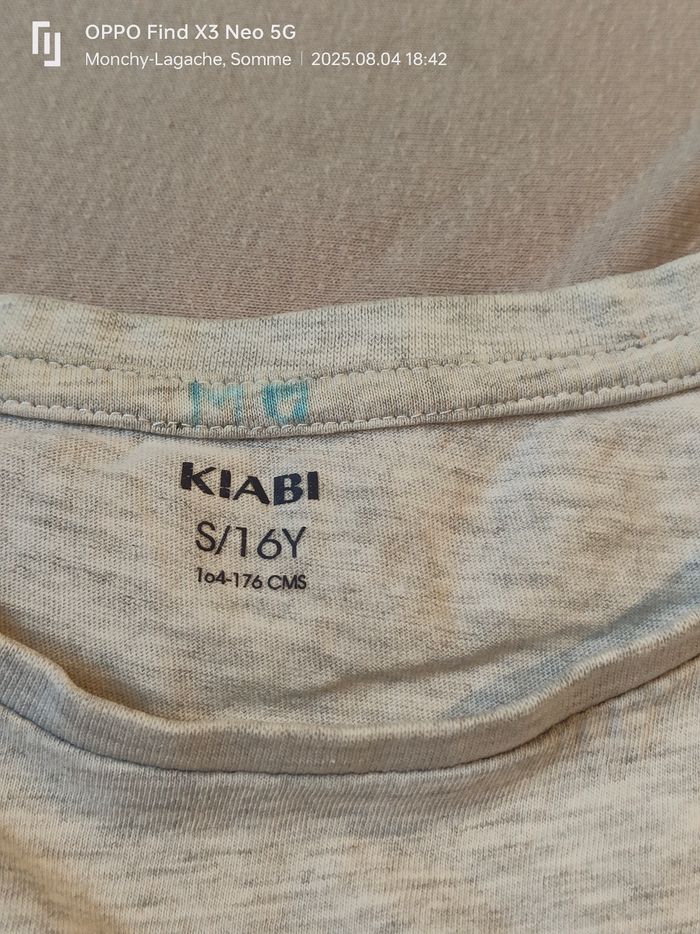 OPPO Find X3 Neo 5G
Monchy-Lagache, Somme | 2025.08.04 18:42
KIABI
S/16Y
164-176 CMS